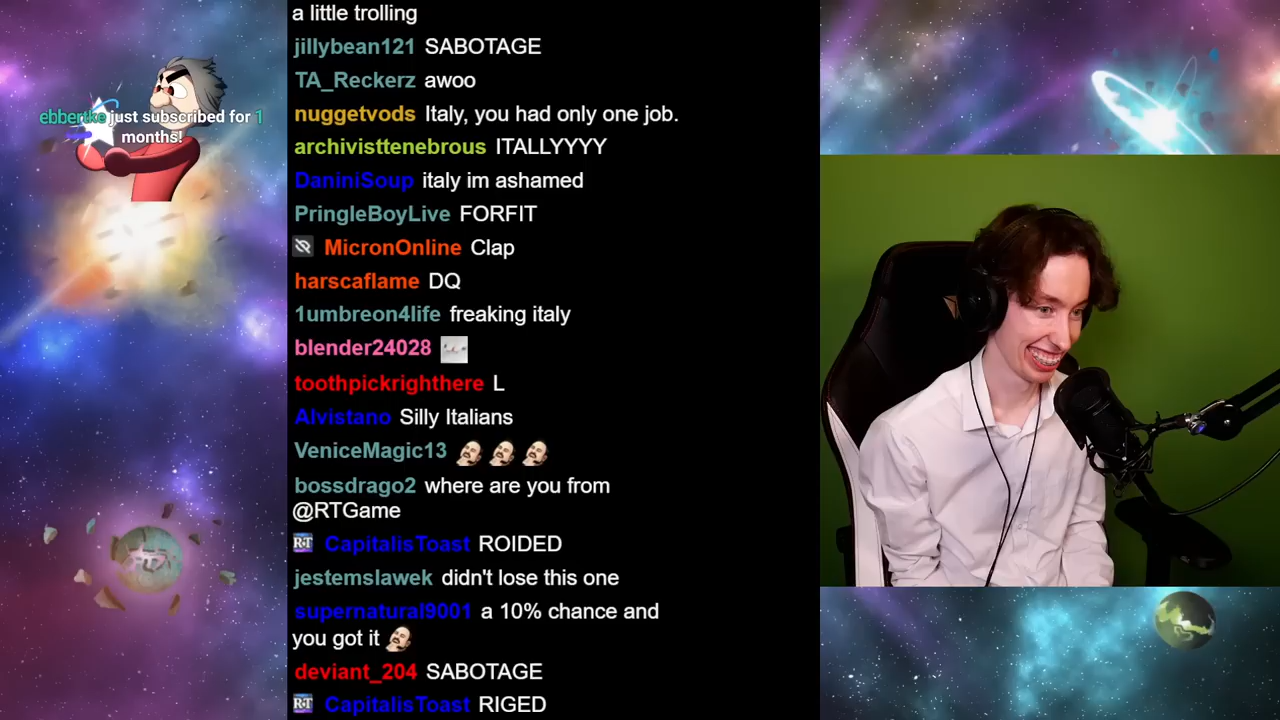 a little trolling
jillybean121 SABOTAGE
TA_Reckerz awoo
nuggetvods Italy, you had only one job.
archivisttenebrous ITALLYYYY
DaniniSoup italy im ashamed
PringleBoyLive FORFIT
MicronOnline Clap
harscaflame DQ
1umbreon4life freaking italy
blender24028
toothpickrighthere L
Alvistano Silly Italians
VeniceMagic13
bossdrago2 where are you from
@RTGame
RT CapitalisToast ROIDED
jestemslawek didn't lose this one
supernatural9001 a 10% chance and
you got it
deviant_204 SABOTAGE
RT CapitalisToast RIGED
ebbertke just subscribed for 1
months!